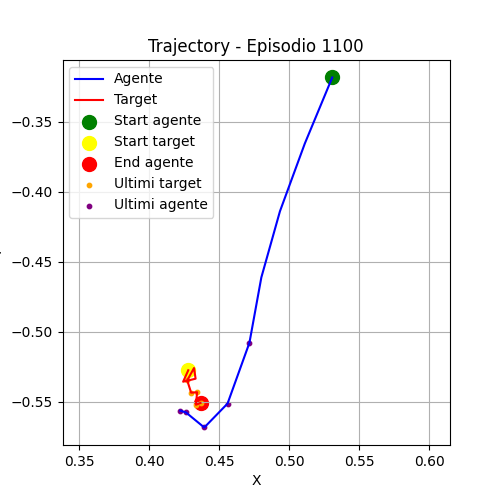 Trajectory - Episodio 1100
Agente
Target
Start agente
Start target
End agente
Ultimi target
Ultimi agente
−0.35
−0.40
−0.45
−0.50
−0.55
0.35 0.40 0.45 0.50 0.55 0.60
X